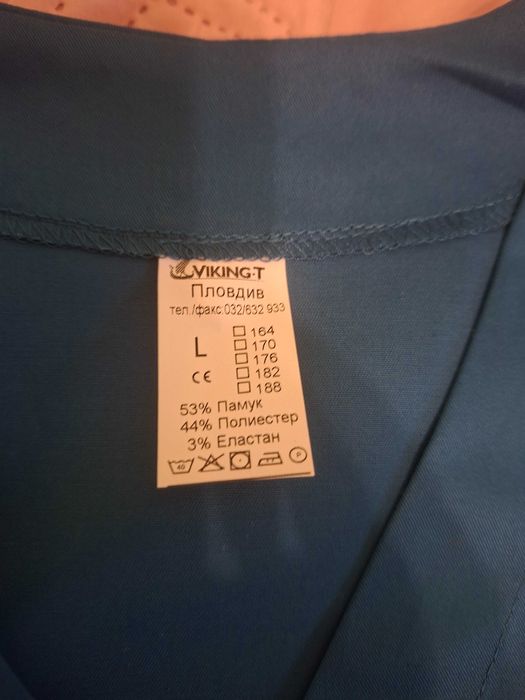 VIKING-T
Пловдив
тел./факс:032/632 933
L
164
170
176
182
188
CE
53% Памук
44% Полиестер
3% Еластан
40
P